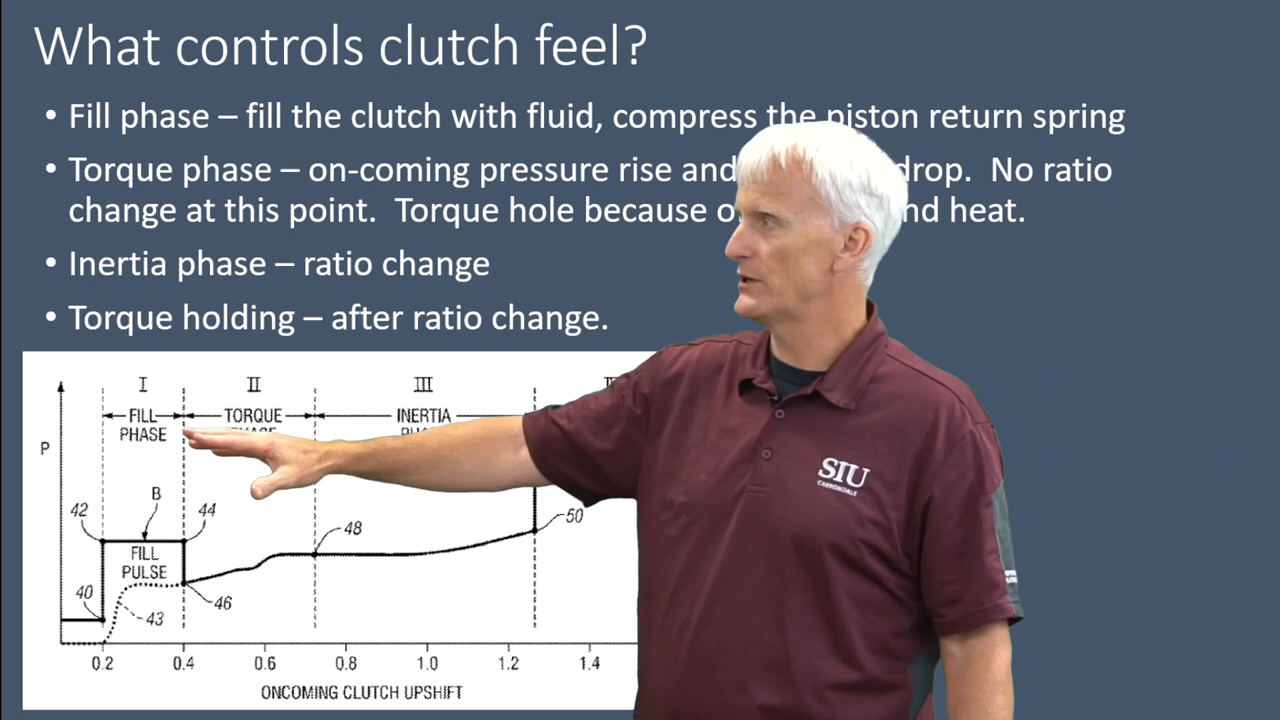 What controls clutch feel?
• Fill phase – fill the clutch with fluid, compress the piston return spring
• Torque phase – on-coming pressure rise and drop. No ratio
change at this point. Torque hole because and heat.
• Inertia phase – ratio change
• Torque holding – after ratio change.
I II III
FILL PHASE
TORQUE
INERTIA
P
B
42 44
FILL PULSE
40
43
46
48
50
0.2 0.4 0.6 0.8 1.0 1.2 1.4
ONCOMING CLUTCH UPSHIFT
SIU
CARBONDALE